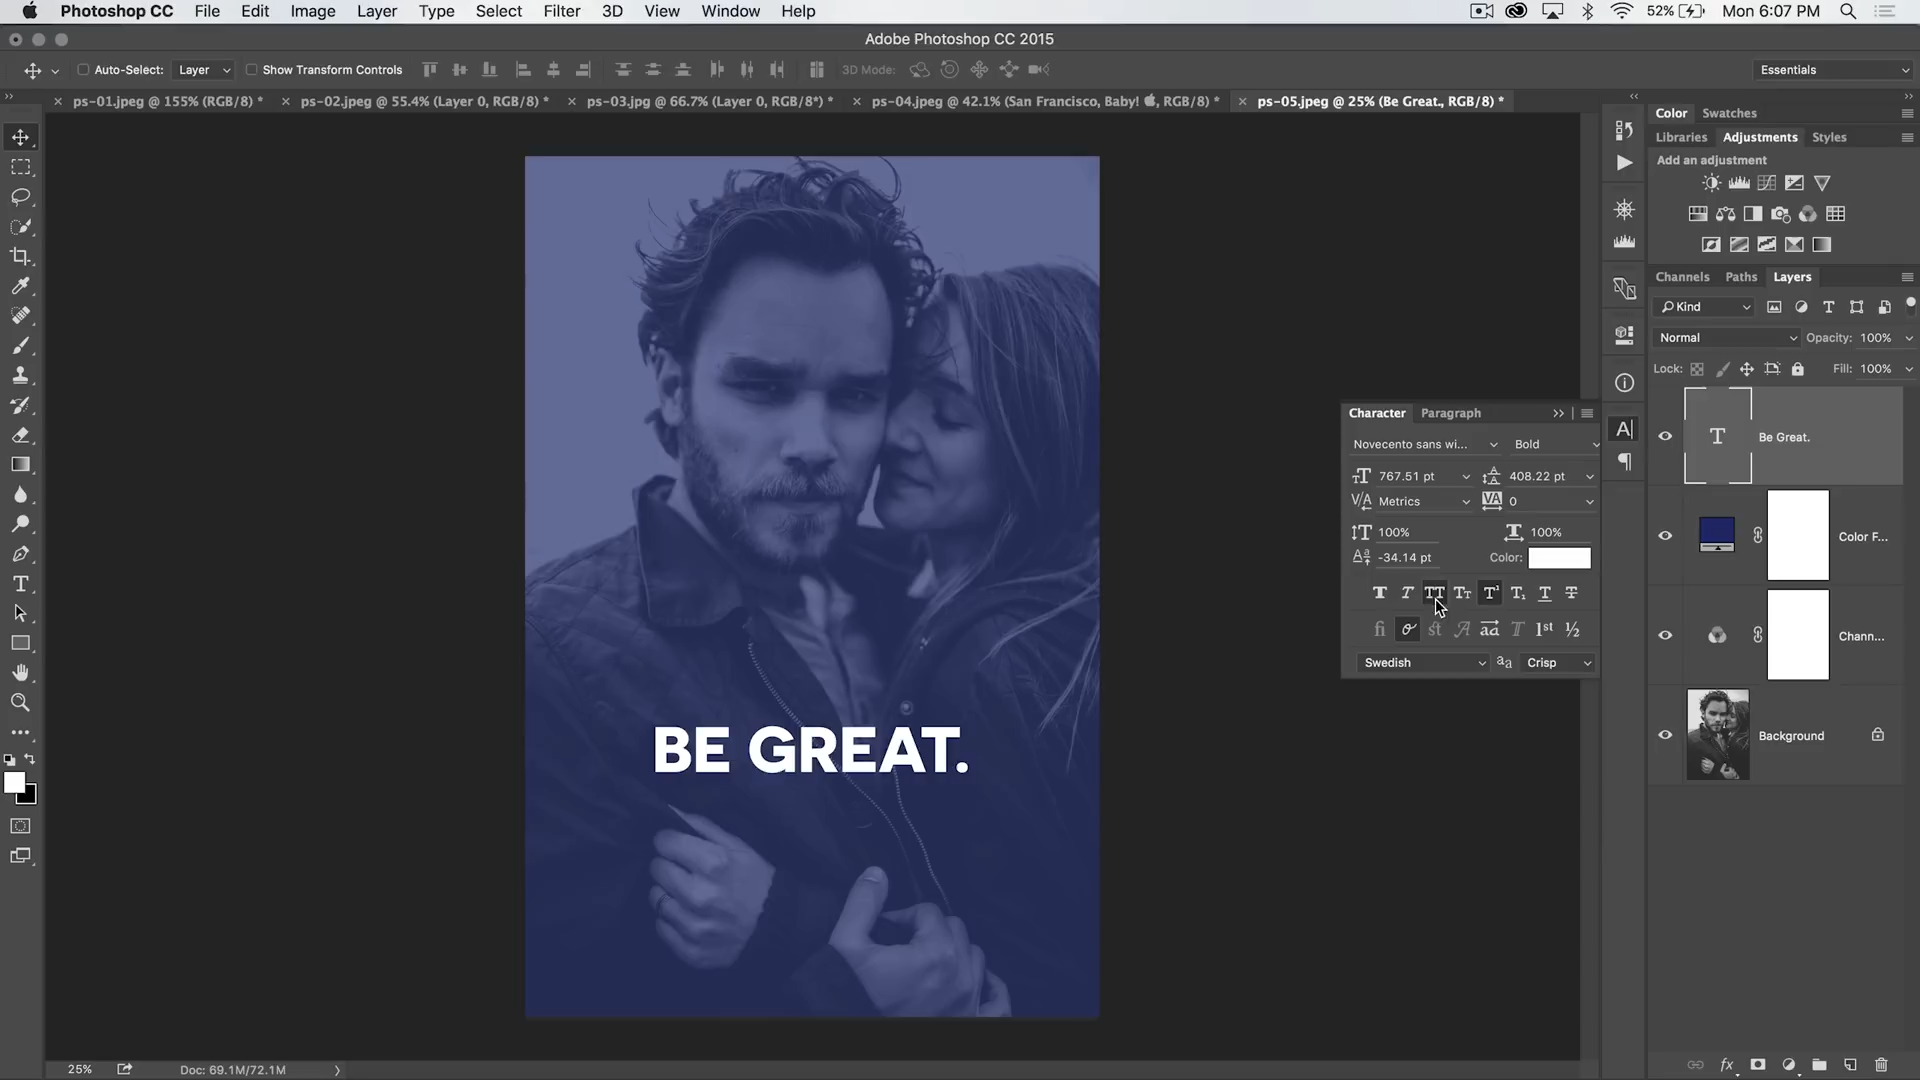 Photoshop CC File Edit Image Layer Type Select Filter 3D View Window Help 52% Mon 6:07 PM
Adobe Photoshop CC 2015
Auto-Select: Layer Show Transform Controls 3D Mode: Essentials
ps-01.jpeg @ 155% (RGB/8) * ps-02.jpeg @ 55.4% (Layer 0, RGB/8) * ps-03.jpg @ 66.7% (Layer 0, RGB/8*) * ps-04.jpeg @ 42.1% (San Francisco, Baby! , RGB/8) * ps-05.jpeg @ 25% (Be Great., RGB/8) *
Color Swatches
Libraries Adjustments Styles
Add an adjustment
Channels Paths Layers
Kind
Normal Opacity: 100%
Lock: Fill: 100%
Be Great.
Color F...
Chann...
Background
Character Paragraph
Novecento sans wi... Bold
767.51 pt 408.22 pt
Metrics 0
100% 100%
-34.14 pt Color:
Swedish Crisp
BE GREAT.
25% Doc: 69.1M/72.1M